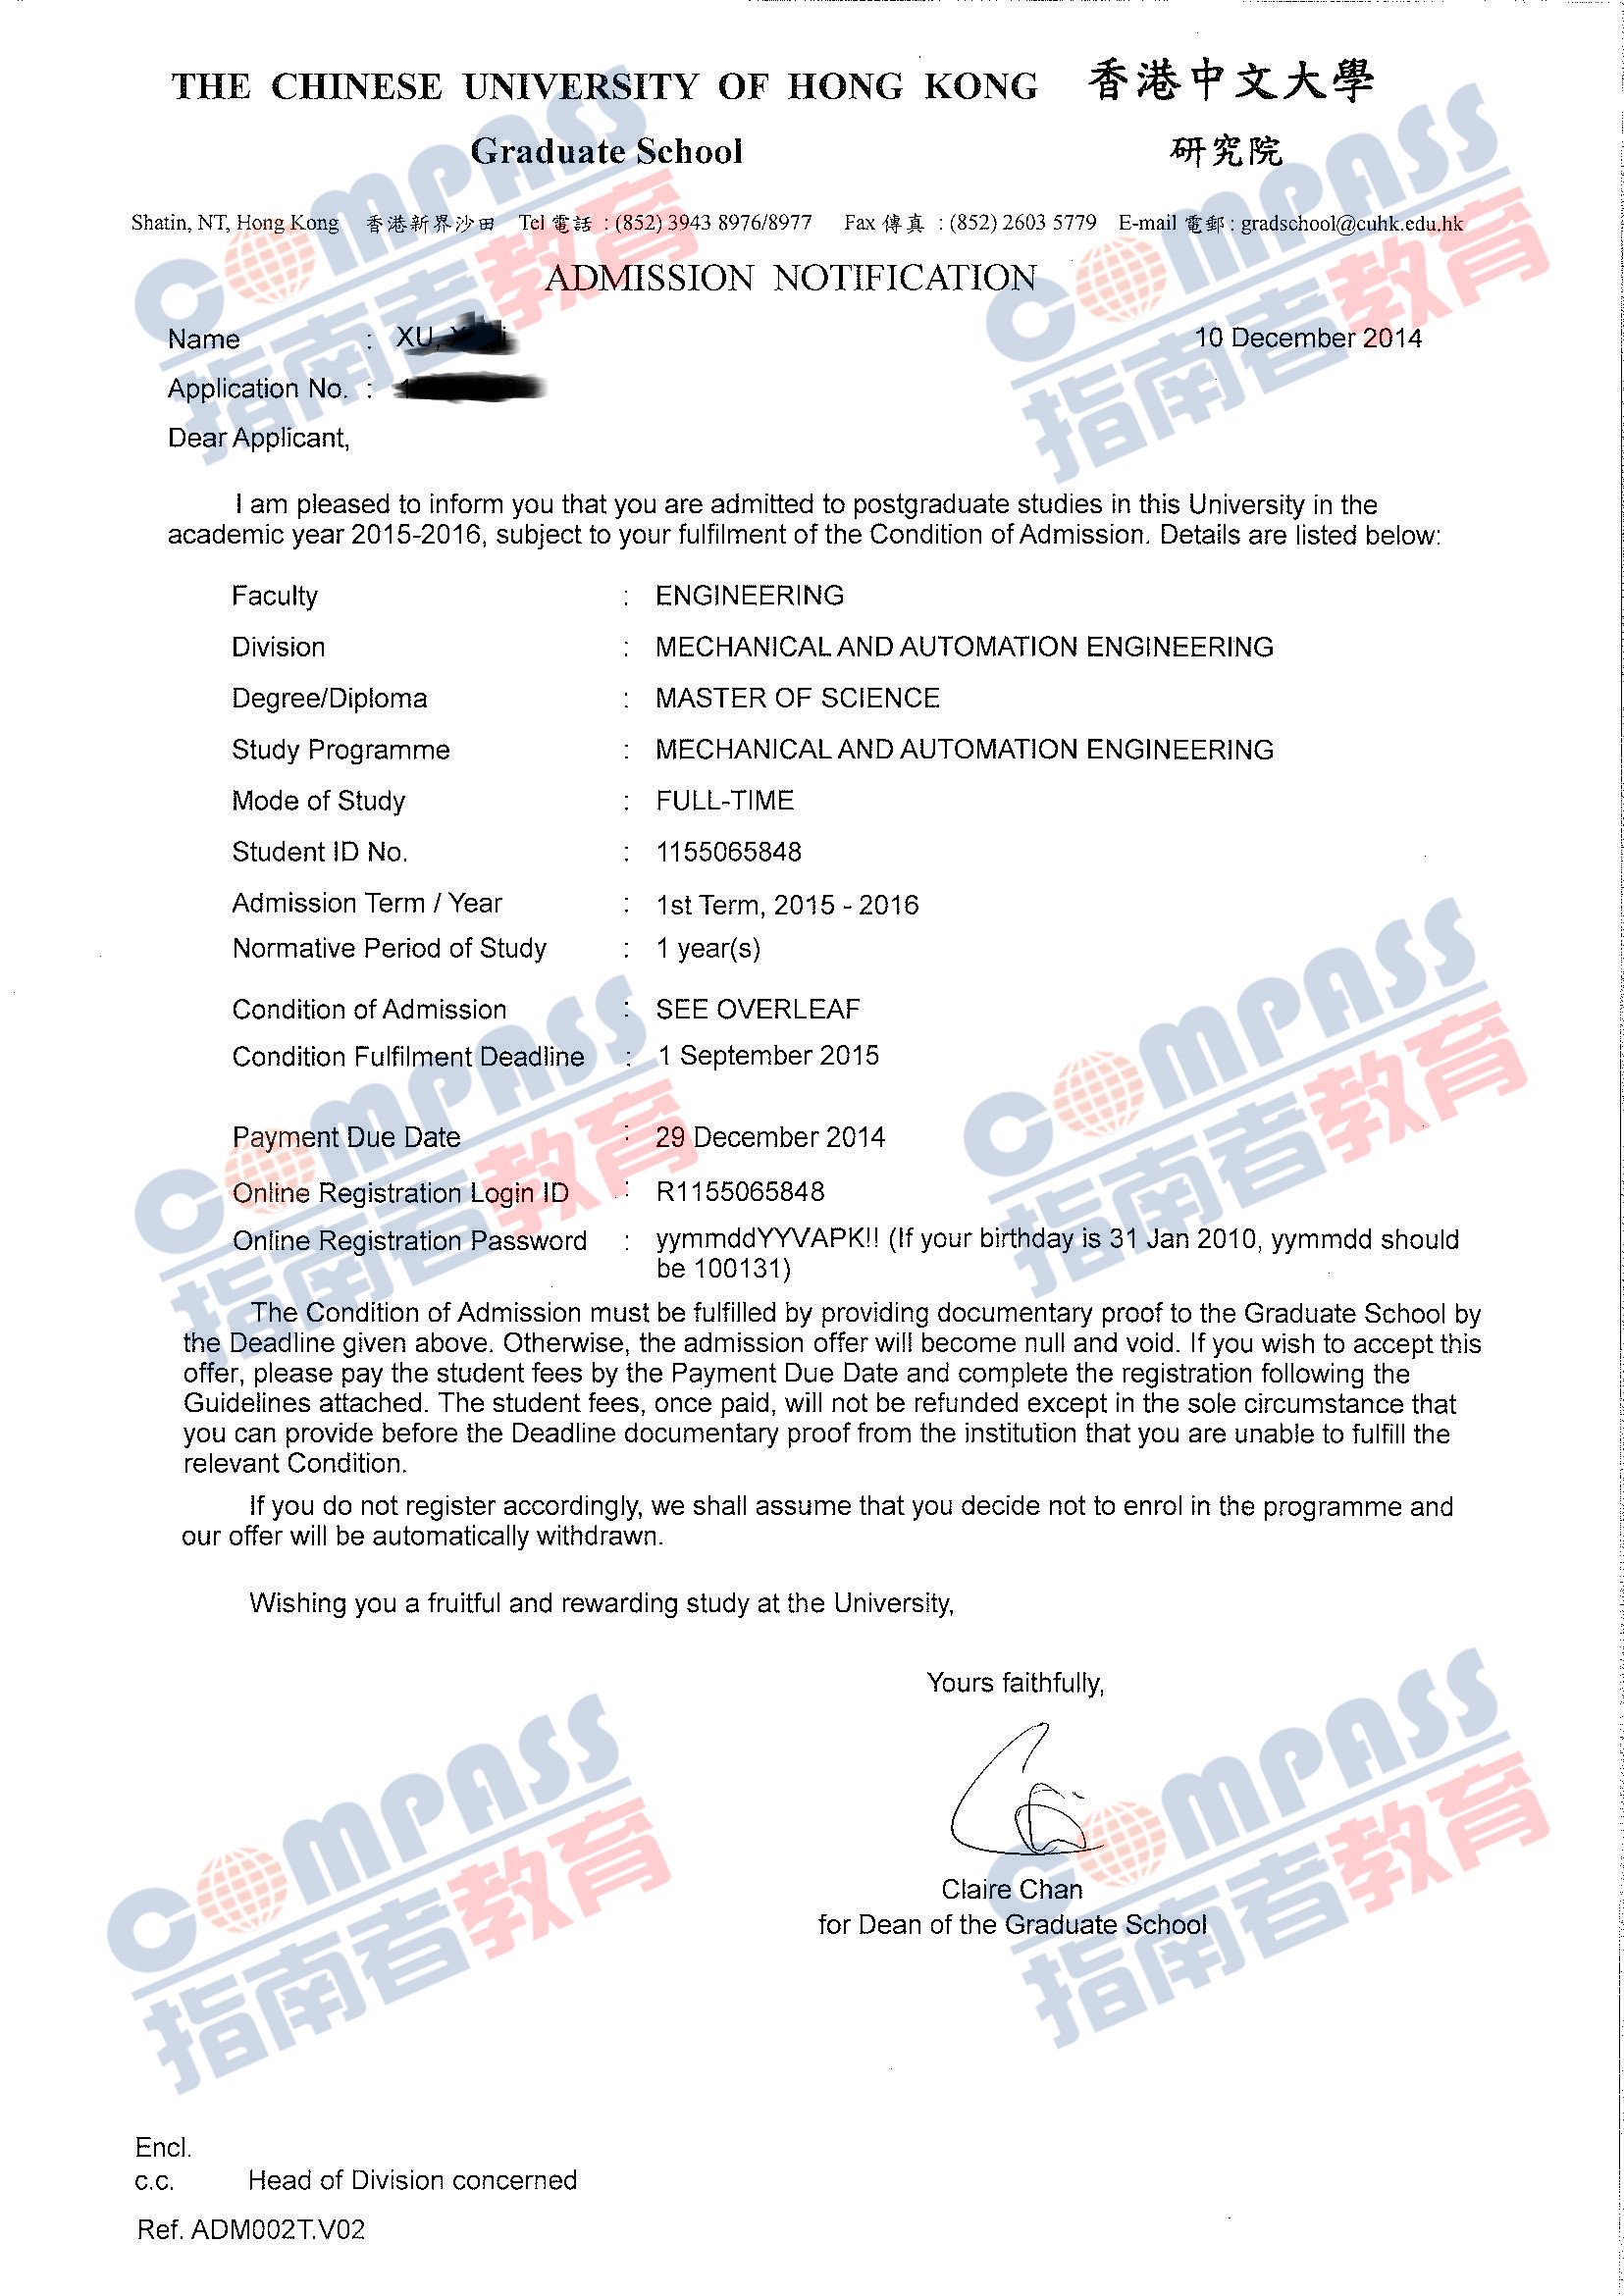 THE CHINESE UNIVERSITY OF HONG KONG 香港中文大學
Graduate School 研究院
Shatin, NT, Hong Kong 香港新界沙田 Tel 電話 : (852) 3943 8976/8977 Fax 傳真 : (852) 2603 5779 E-mail 電郵 : gradschool@cuhk.edu.hk
ADMISSION NOTIFICATION
Name : XU, 10 December 2014
Application No. :
Dear Applicant,
I am pleased to inform you that you are admitted to postgraduate studies in this University in the
academic year 2015-2016, subject to your fulfilment of the Condition of Admission. Details are listed below:
Faculty : ENGINEERING
Division : MECHANICAL AND AUTOMATION ENGINEERING
Degree/Diploma : MASTER OF SCIENCE
Study Programme : MECHANICAL AND AUTOMATION ENGINEERING
Mode of Study : FULL-TIME
Student ID No. : 1155065848
Admission Term / Year : 1st Term, 2015 - 2016
Normative Period of Study : 1 year(s)
Condition of Admission : SEE OVERLEAF
Condition Fulfilment Deadline : 1 September 2015
Payment Due Date : 29 December 2014
Online Registration Login ID : R1155065848
Online Registration Password : yymmddYYVAPK!! (If your birthday is 31 Jan 2010, yymmdd should
be 100131)
The Condition of Admission must be fulfilled by providing documentary proof to the Graduate School by
the Deadline given above. Otherwise, the admission offer will become null and void. If you wish to accept this
offer, please pay the student fees by the Payment Due Date and complete the registration following the
Guidelines attached. The student fees, once paid, will not be refunded except in the sole circumstance that
you can provide before the Deadline documentary proof from the institution that you are unable to fulfill the
relevant Condition.
If you do not register accordingly, we shall assume that you decide not to enrol in the programme and
our offer will be automatically withdrawn.
Wishing you a fruitful and rewarding study at the University,
Yours faithfully,
Claire Chan
for Dean of the Graduate School
Encl.
c.c. Head of Division concerned
Ref. ADM002T.V02
COMPASS
指南者教育
COMPASS
指南者教育
COMPASS
指南者教育
COMPASS
指南者教育
COMPASS
指南者教育
COMPASS
指南者教育